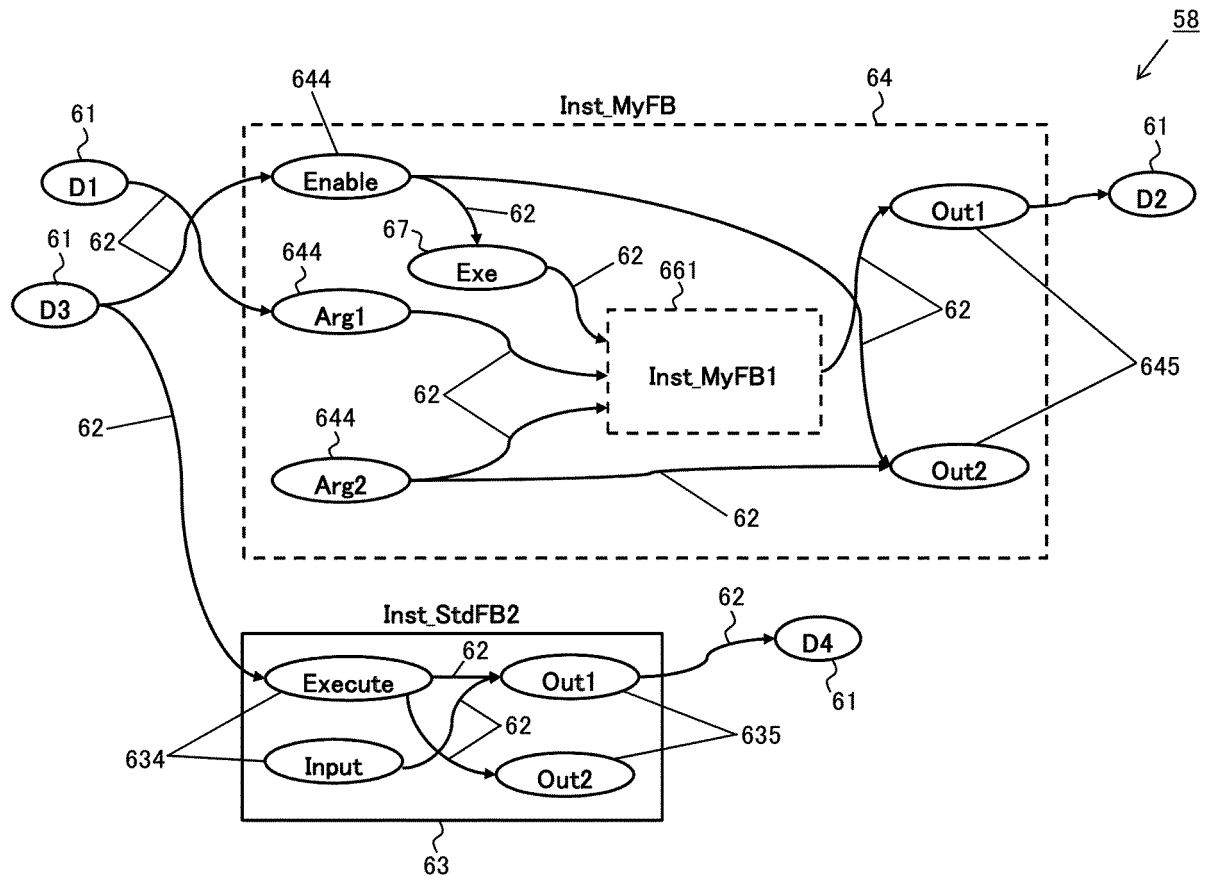 58
644
Inst_MyFB
64
61
61
D1
Enable
62
Out1
D2
62
61
67
Exe
644
62
661
D3
Arg1
62
Inst_MyFB1
645
62
62
644
Arg2
Out2
62
Inst_StdFB2
62
D4
Execute
62
Out1
61
62
634
635
Input
Out2
63